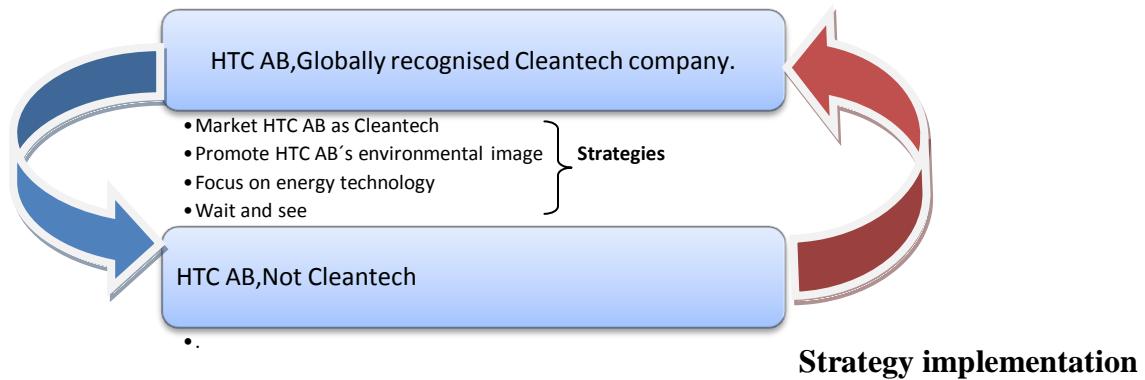 HTC AB,Globally recognised Cleantech company.
•Market HTC AB as Cleantech
•Promote HTC AB´s environmental image
Strategies
•Focus on energy technology
•Wait and see
HTC AB,Not Cleantech
•.
Strategy implementation